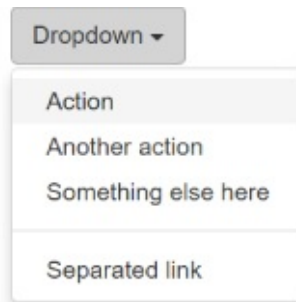 Dropdown
Action
Another action
Something else here
Separated link